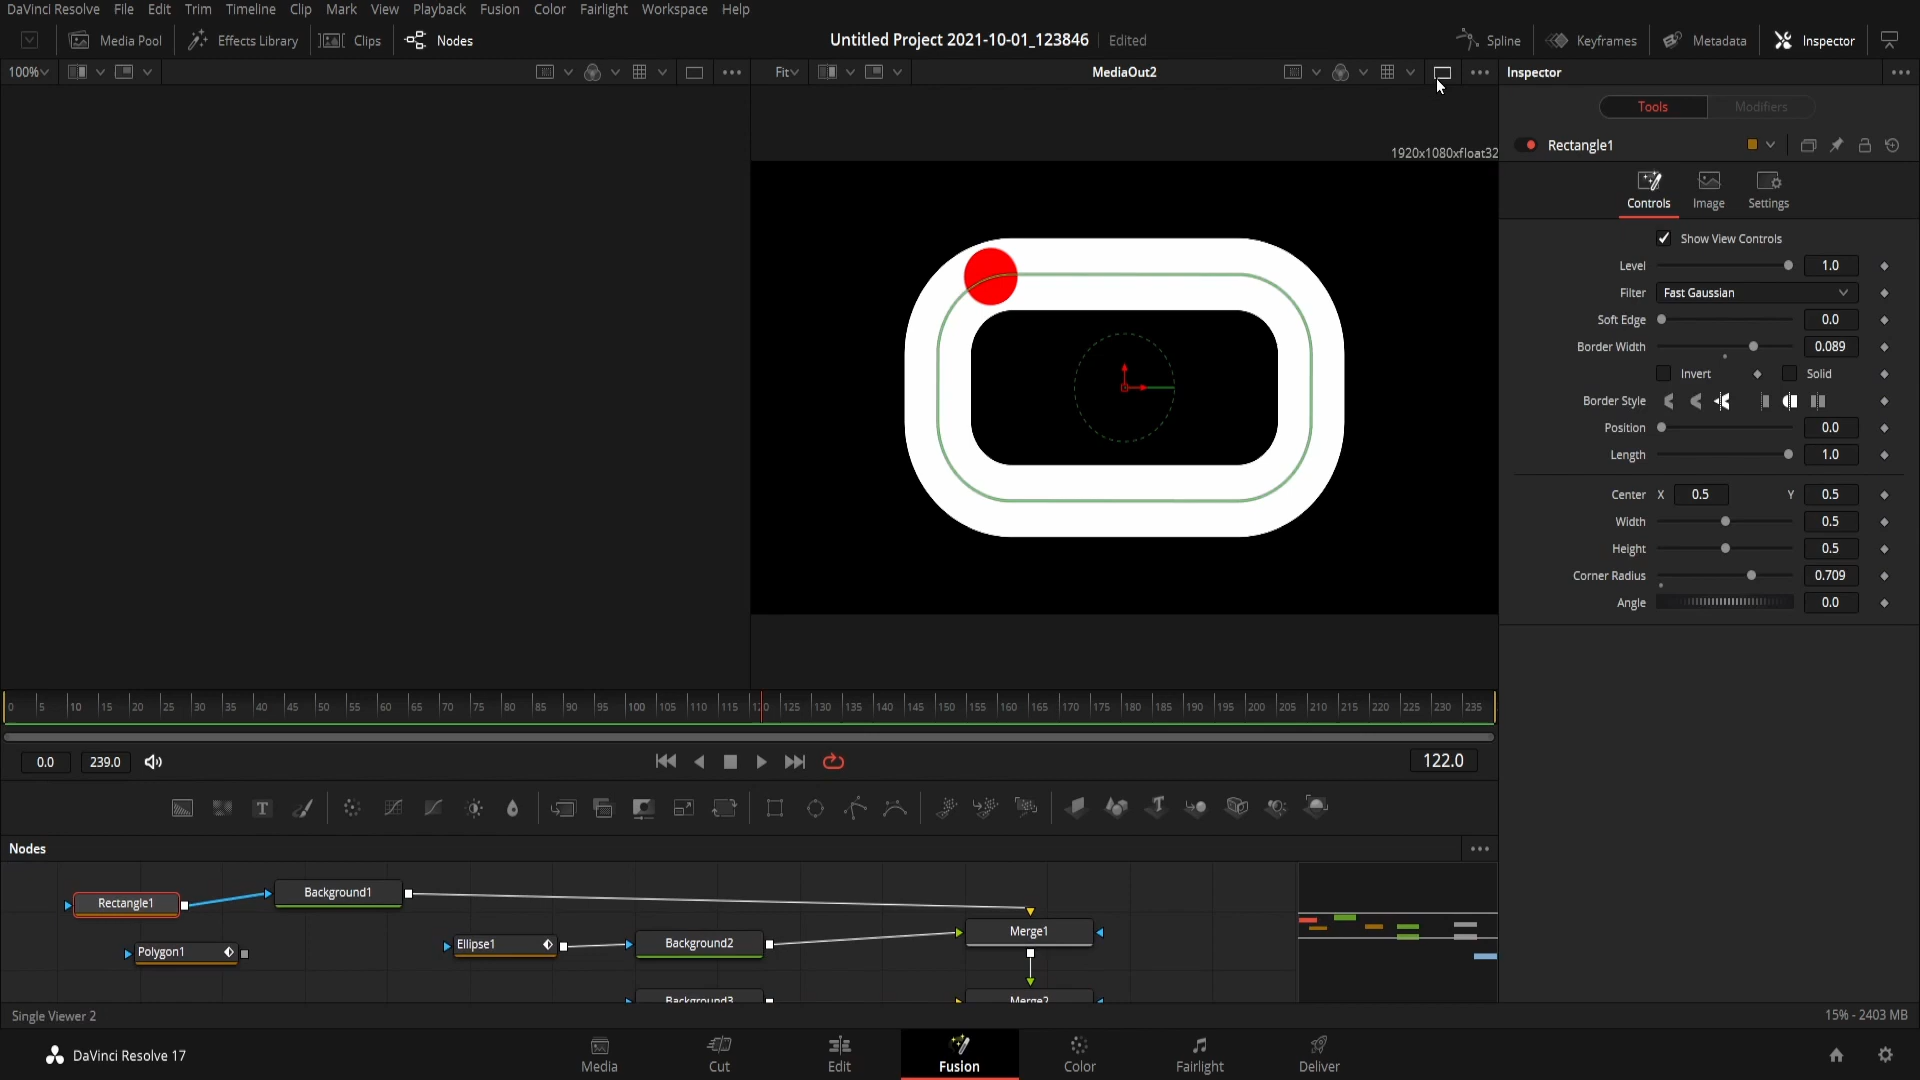 DaVinci Resolve File Edit Trim Timeline Clip Mark View Playback Fusion Color Fairlight Workspace Help
Media Pool Effects Library Clips Nodes Untitled Project 2021-10-01_123846 Edited Spline Keyframes Metadata Inspector
100% Fit MediaOut2 Inspector
Tools Modifiers
Rectangle1
1920x1080xfloat32
Controls Image Settings
Show View Controls
Level 1.0
Filter Fast Gaussian
Soft Edge 0.0
Border Width 0.089
Invert Solid
Border Style
Position 0.0
Length 1.0
Center X 0.5 Y 0.5
Width 0.5
Height 0.5
Corner Radius 0.709
Angle 0.0
0 5 10 15 20 25 30 35 40 45 50 55 60 65 70 75 80 85 90 95 100 105 110 115 120 125 130 135 140 145 150 155 160 165 170 175 180 185 190 195 200 205 210 215 220 225 230 235
0.0 239.0 122.0
T T
Nodes
Rectangle1 Background1
Polygon1 Ellipse1 Background2 Merge1
Background3 Merge2
Single Viewer 2 15% - 2403 MB
DaVinci Resolve 17 Media Cut Edit Fusion Color Fairlight Deliver